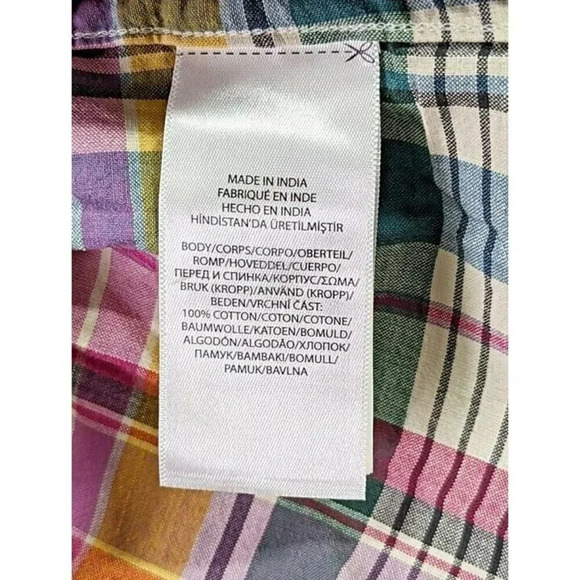 MADE IN INDIA
FABRIQUÉ EN INDE
HECHO EN INDIA
HİNDİSTAN'DA ÜRETİLMİŞTİR
BODY/CORPS/CORPO/OBERTEIL/
ROMP/HOVEDDEL/CUERPO/
ПЕРЕД И СПИНКА/КОРПУС/ΣΩΜΑ/
BRUK (KROPP)/ANVÄND (KROPP)/
BEDEN/VRCHNÍ ČÁST:
100% COTTON/COTON/COTONE/
BAUMWOLLE/KATOEN/BOMULD/
ALGODÓN/ALGODÃO/ХЛОПОК/
ПАМУК/ΒΑΜΒΑΚΙ/BOMULL/
PAMUK/BAVLNA